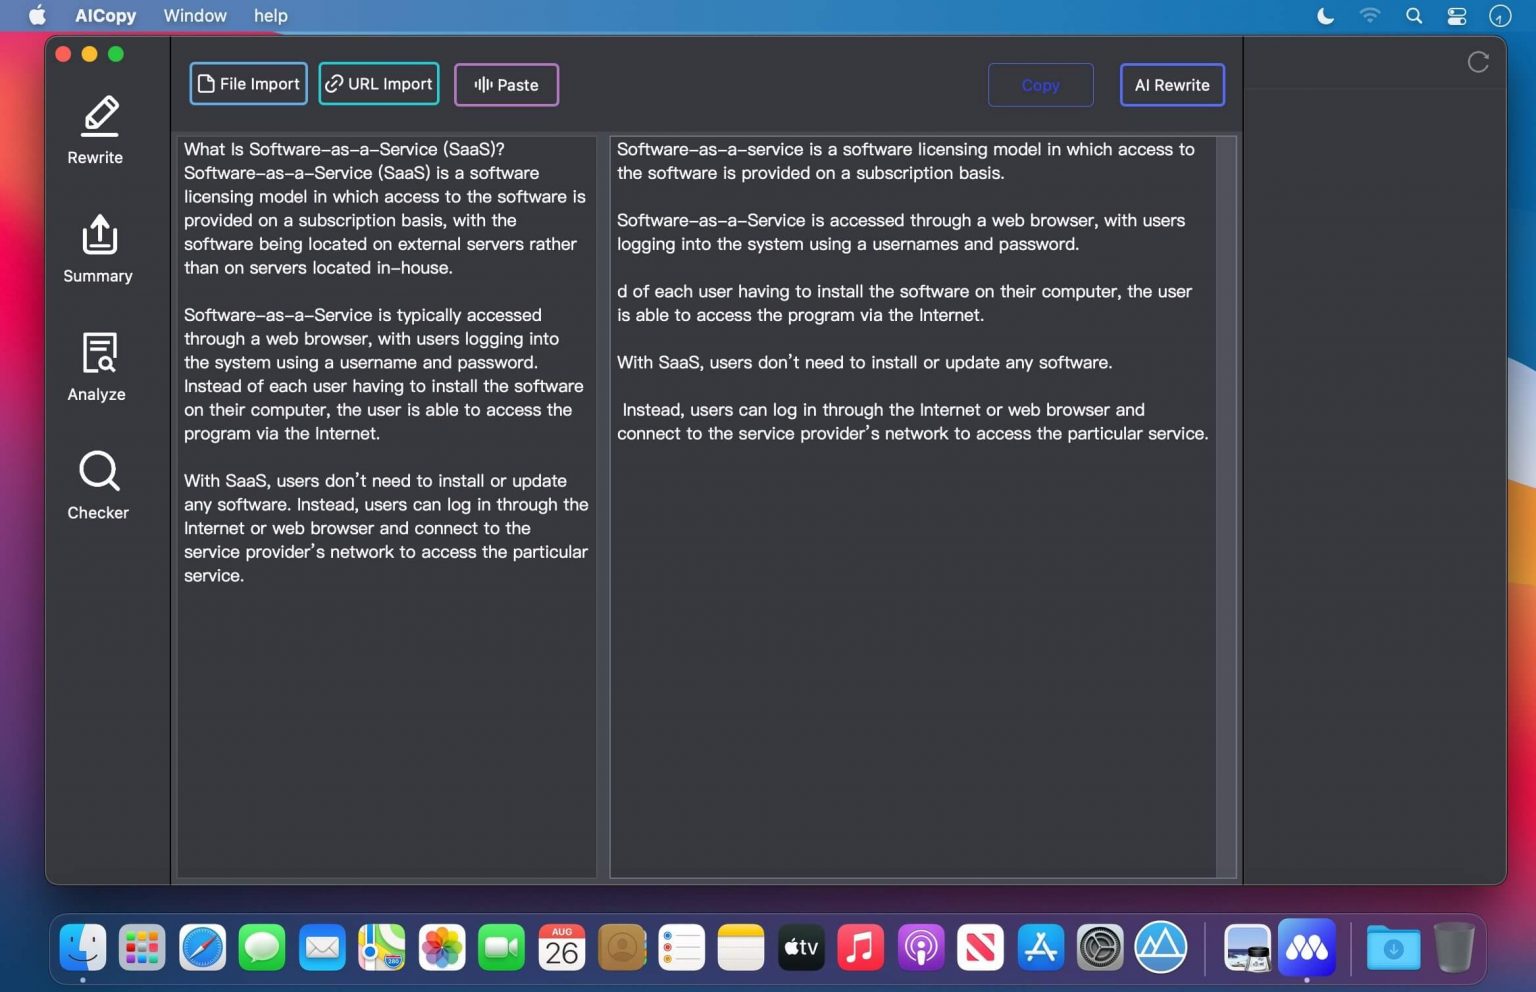 AICopy Window help
File Import URL Import Paste Copy AI Rewrite
Rewrite
Summary
Analyze
Checker
What Is Software-as-a-Service (SaaS)?
Software-as-a-Service (SaaS) is a software
licensing model in which access to the software is
provided on a subscription basis, with the
software being located on external servers rather
than on servers located in-house.
Software-as-a-Service is typically accessed
through a web browser, with users logging into
the system using a username and password.
Instead of each user having to install the software
on their computer, the user is able to access the
program via the Internet.
With SaaS, users don't need to install or update
any software. Instead, users can log in through the
Internet or web browser and connect to the
service provider's network to access the particular
service.
Software-as-a-service is a software licensing model in which access to
the software is provided on a subscription basis.
Software-as-a-Service is accessed through a web browser, with users
logging into the system using a usernames and password.
d of each user having to install the software on their computer, the user
is able to access the program via the Internet.
With SaaS, users don't need to install or update any software.
Instead, users can log in through the Internet or web browser and
connect to the service provider's network to access the particular service.
AUG
26
280
tv